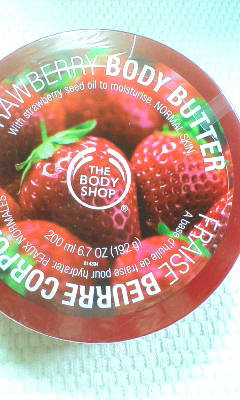 RAWBERRY BODY BUTTER
With strawberry seed oil to moisturise. NORMAL SKIN
THE
BODY
SHOP
®
200 ml 6.7 OZ (192 g)
A base d'huile de fraise pour hydrater. PEAUX NORMALES
FRAISE BEURRE CORPO